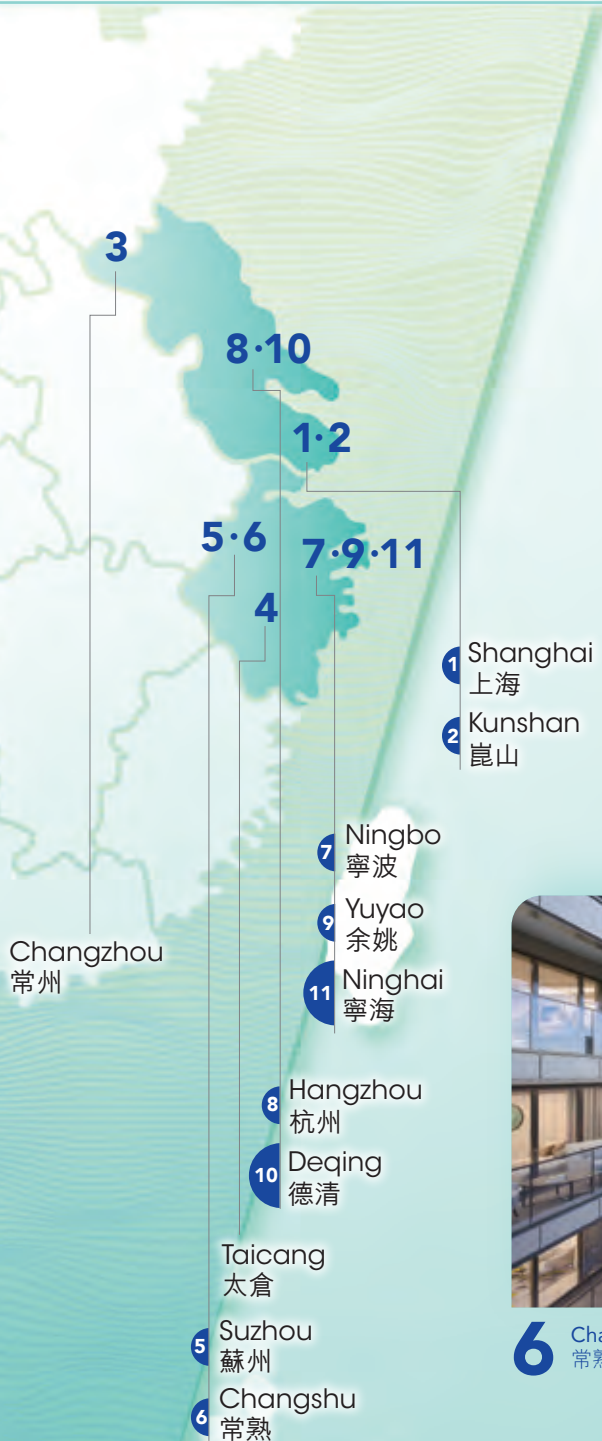 3
8·10
1·2
5·6
7·9·11
4
1 Shanghai
上海
2 Kunshan
崑山
7 Ningbo
寧波
9 Yuyao
余姚
11 Ninghai
寧海
Changzhou
常州
8 Hangzhou
杭州
10 Deqing
德清
Taicang
太倉
5 Suzhou
蘇州
6 Changshu
常熟
6